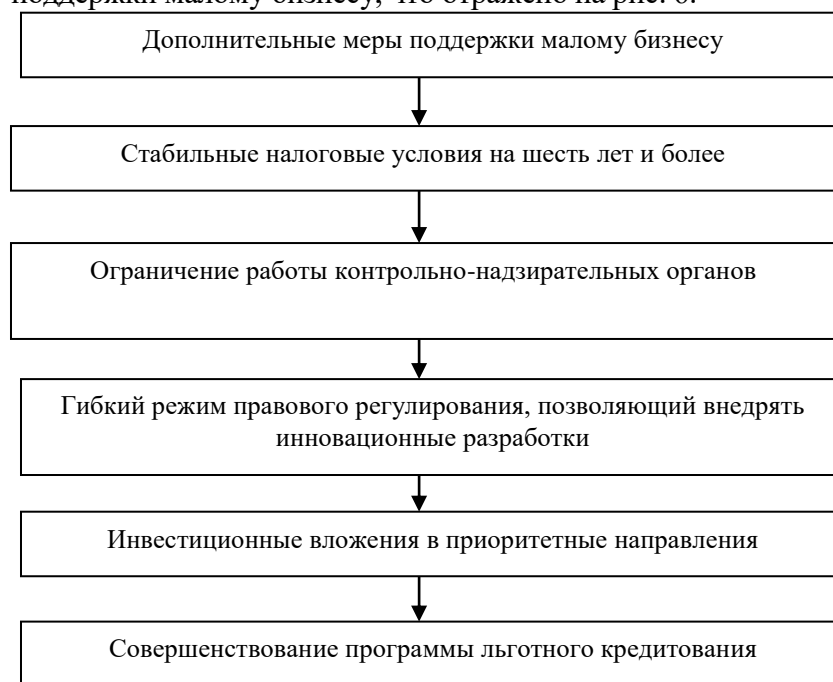 поддержки малому бизнесу, что отражено на рис. 6.
Дополнительные меры поддержки малому бизнесу
Стабильные налоговые условия на шесть лет и более
Ограничение работы контрольно-надзирательных органов
Гибкий режим правового регулирования, позволяющий внедрять
инновационные разработки
Инвестиционные вложения в приоритетные направления
Совершенствование программы льготного кредитования